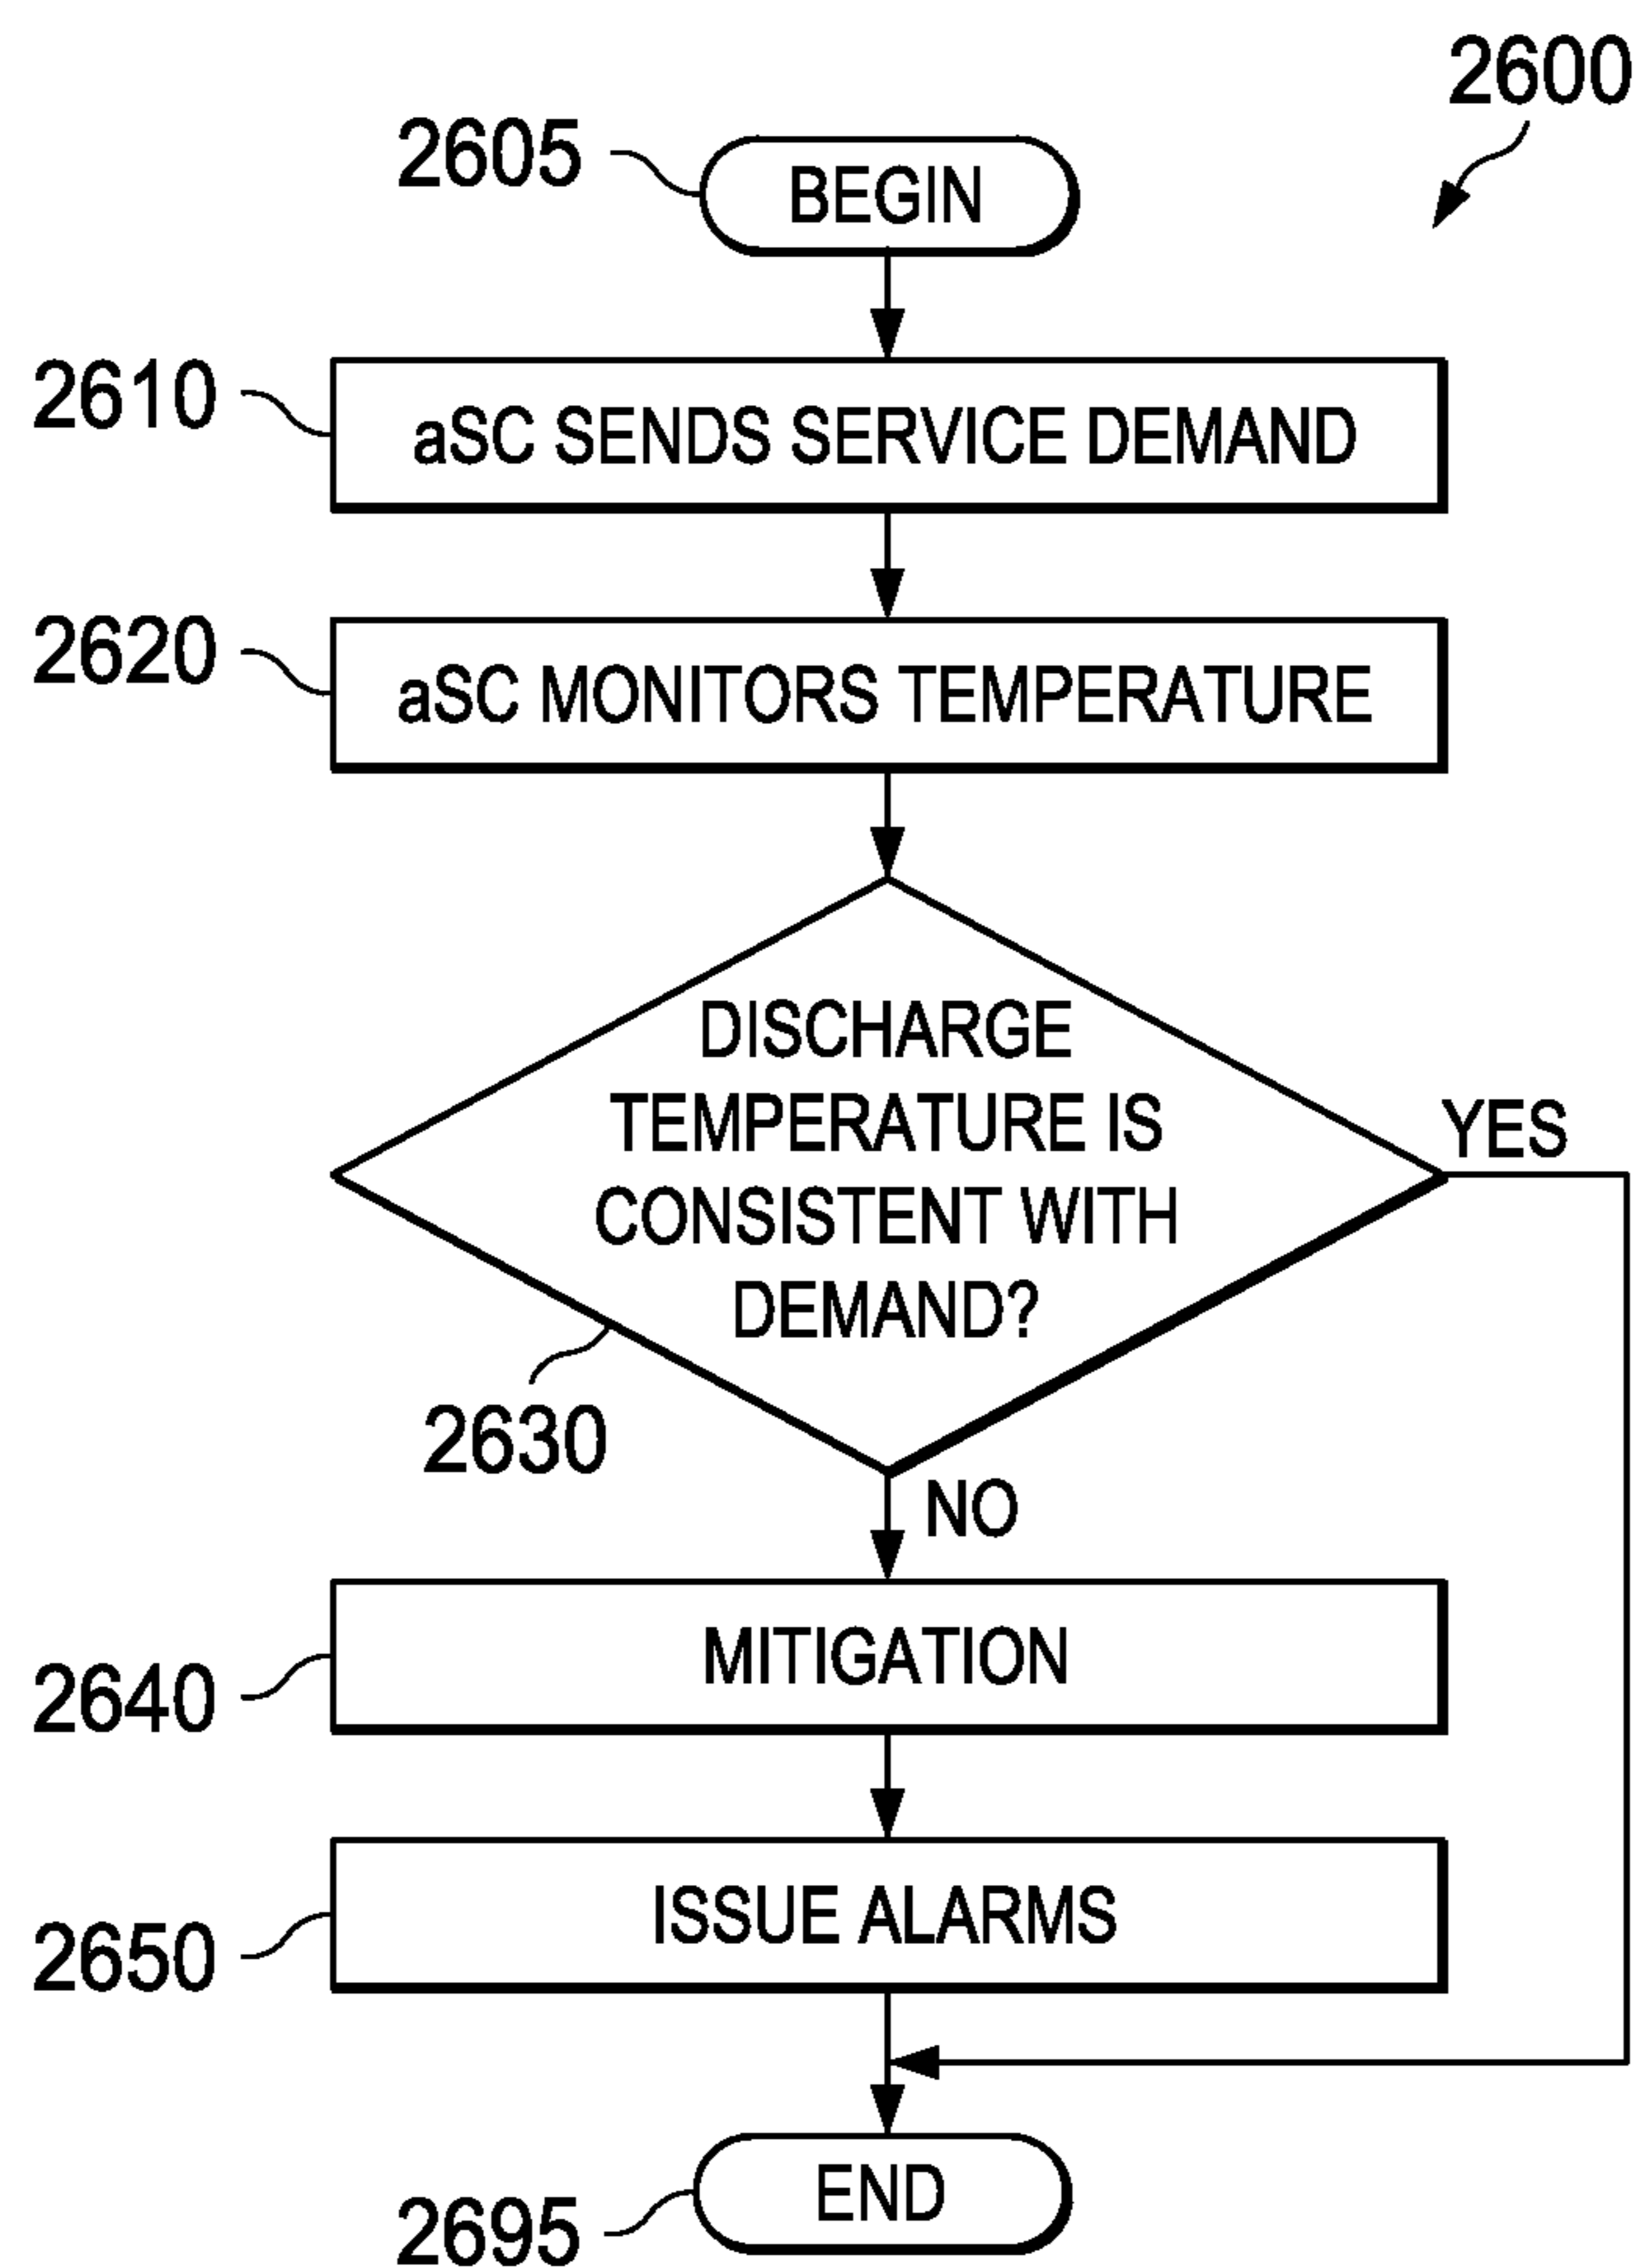 2600
2605
BEGIN
2610
aSC SENDS SERVICE DEMAND
2620
aSC MONITORS TEMPERATURE
DISCHARGE
TEMPERATURE IS
CONSISTENT WITH
DEMAND?
YES
2630
NO
2640
MITIGATION
2650
ISSUE ALARMS
2695
END